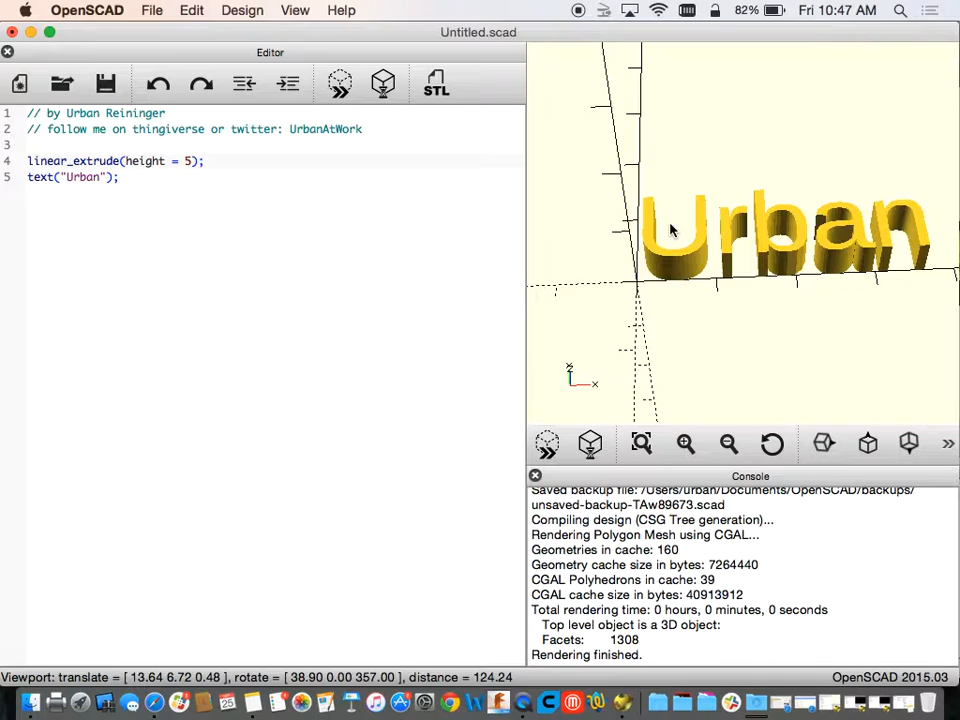 OpenSCAD File Edit Design View Help 82% Fri 10:47 AM
Untitled.scad
Editor
STL
1 // by Urban Reininger
2 // follow me on thingiverse or twitter: UrbanAtWork
3
4 linear_extrude(height = 5);
5 text("Urban");
Urban
z
x
»
Console
Saved backup file: /Users/urban/Documents/OpenSCAD/backups/
unsaved-backup-TAw89673.scad
Compiling design (CSG Tree generation)...
Rendering Polygon Mesh using CGAL...
Geometries in cache: 160
Geometry cache size in bytes: 7264440
CGAL Polyhedrons in cache: 39
CGAL cache size in bytes: 40913912
Total rendering time: 0 hours, 0 minutes, 0 seconds
Top level object is a 3D object:
Facets: 1308
Rendering finished.
Viewport: translate = [ 13.64 6.72 0.48 ], rotate = [ 38.90 0.00 357.00 ], distance = 124.24 OpenSCAD 2015.03